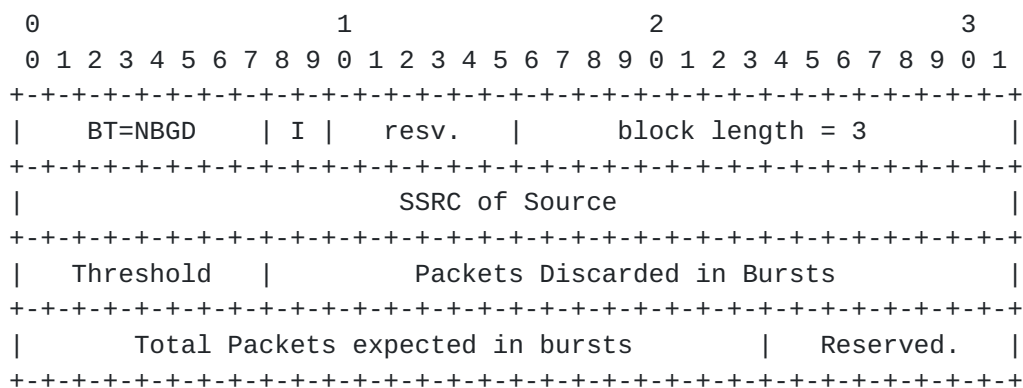 0                   1                   2                   3
 0 1 2 3 4 5 6 7 8 9 0 1 2 3 4 5 6 7 8 9 0 1 2 3 4 5 6 7 8 9 0 1
+-+-+-+-+-+-+-+-+-+-+-+-+-+-+-+-+-+-+-+-+-+-+-+-+-+-+-+-+-+-+-+-+
|    BT=NBGD    | I |   resv.   |      block length = 3         |
+-+-+-+-+-+-+-+-+-+-+-+-+-+-+-+-+-+-+-+-+-+-+-+-+-+-+-+-+-+-+-+-+
|                        SSRC of Source                         |
+-+-+-+-+-+-+-+-+-+-+-+-+-+-+-+-+-+-+-+-+-+-+-+-+-+-+-+-+-+-+-+-+
|   Threshold   |         Packets Discarded in Bursts           |
+-+-+-+-+-+-+-+-+-+-+-+-+-+-+-+-+-+-+-+-+-+-+-+-+-+-+-+-+-+-+-+-+
|       Total Packets expected in bursts        |   Reserved.   |
+-+-+-+-+-+-+-+-+-+-+-+-+-+-+-+-+-+-+-+-+-+-+-+-+-+-+-+-+-+-+-+-+